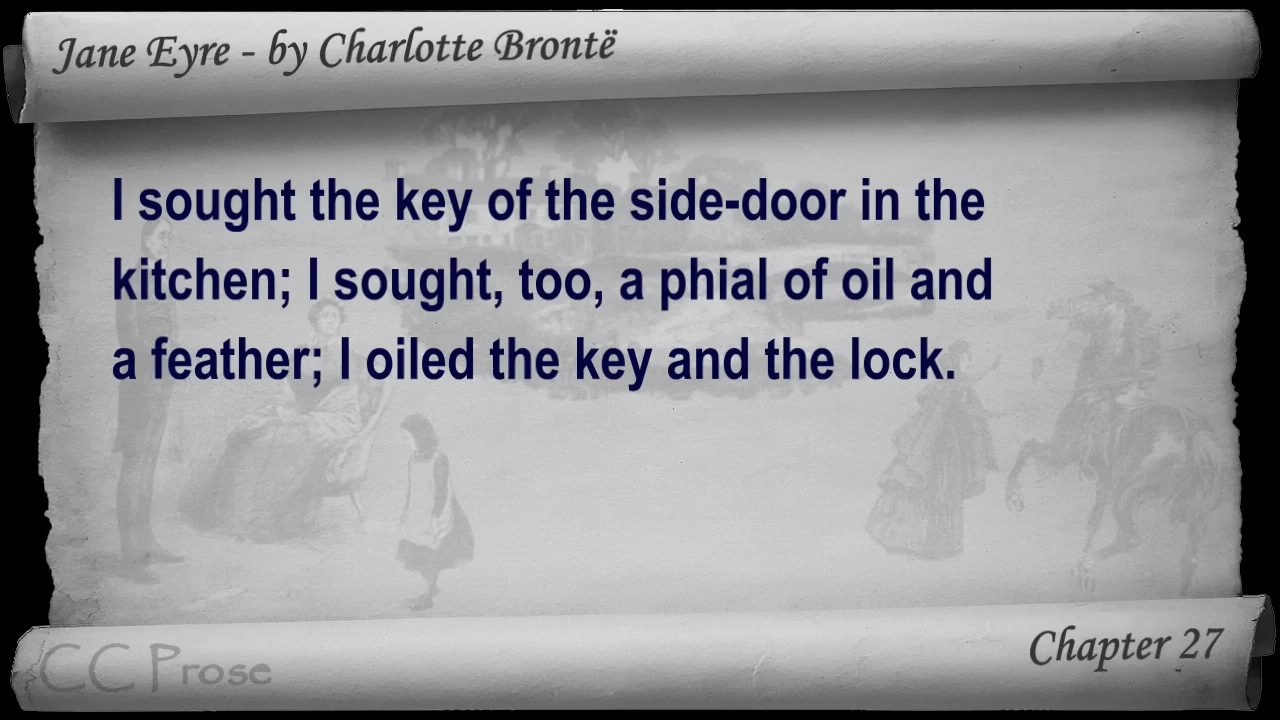 Jane Eyre - by Charlotte Brontë
I sought the key of the side-door in the
kitchen; I sought, too, a phial of oil and
a feather; I oiled the key and the lock.
CC Prose
Chapter 27